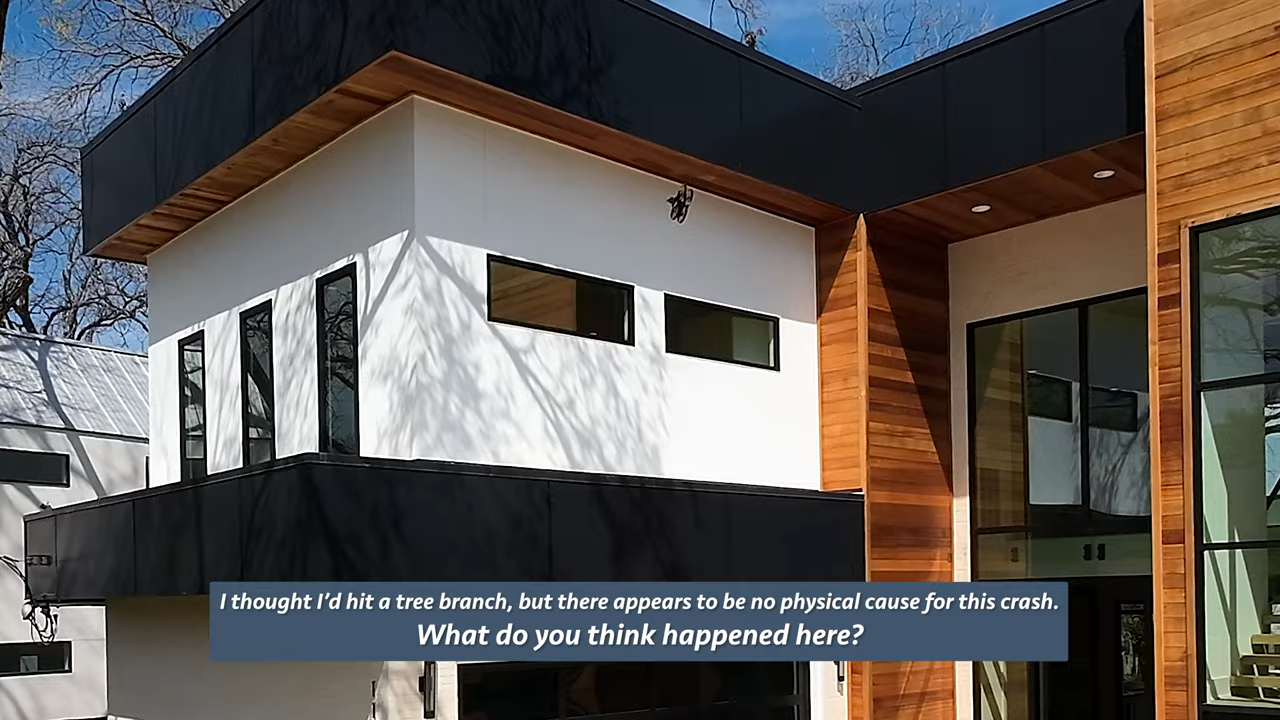 I thought I'd hit a tree branch, but there appears to be no physical cause for this crash.
What do you think happened here?